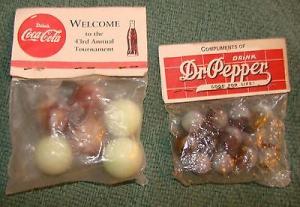 Drink
Coca-Cola
WELCOME
to the
43rd Annual
Tournament
COMPLIMENTS OF
DRINK
Dr. Pepper
GOOD FOR LIFE!